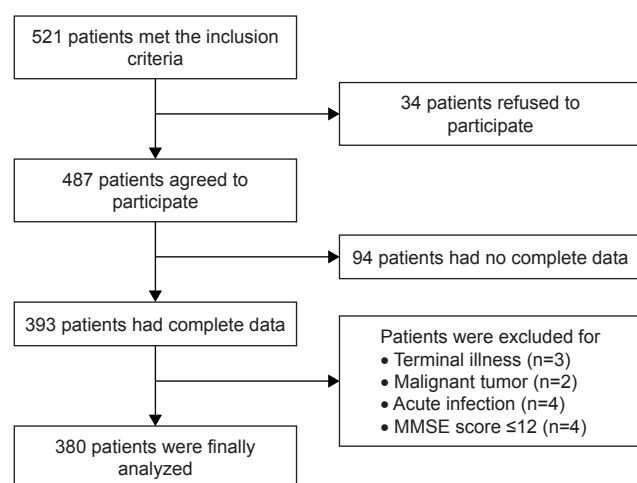 521 patients met the inclusion
criteria
34 patients refused to
participate
487 patients agreed to
participate
94 patients had no complete data
393 patients had complete data
Patients were excluded for
• Terminal illness (n=3)
• Malignant tumor (n=2)
• Acute infection (n=4)
• MMSE score ≤12 (n=4)
380 patients were finally
analyzed